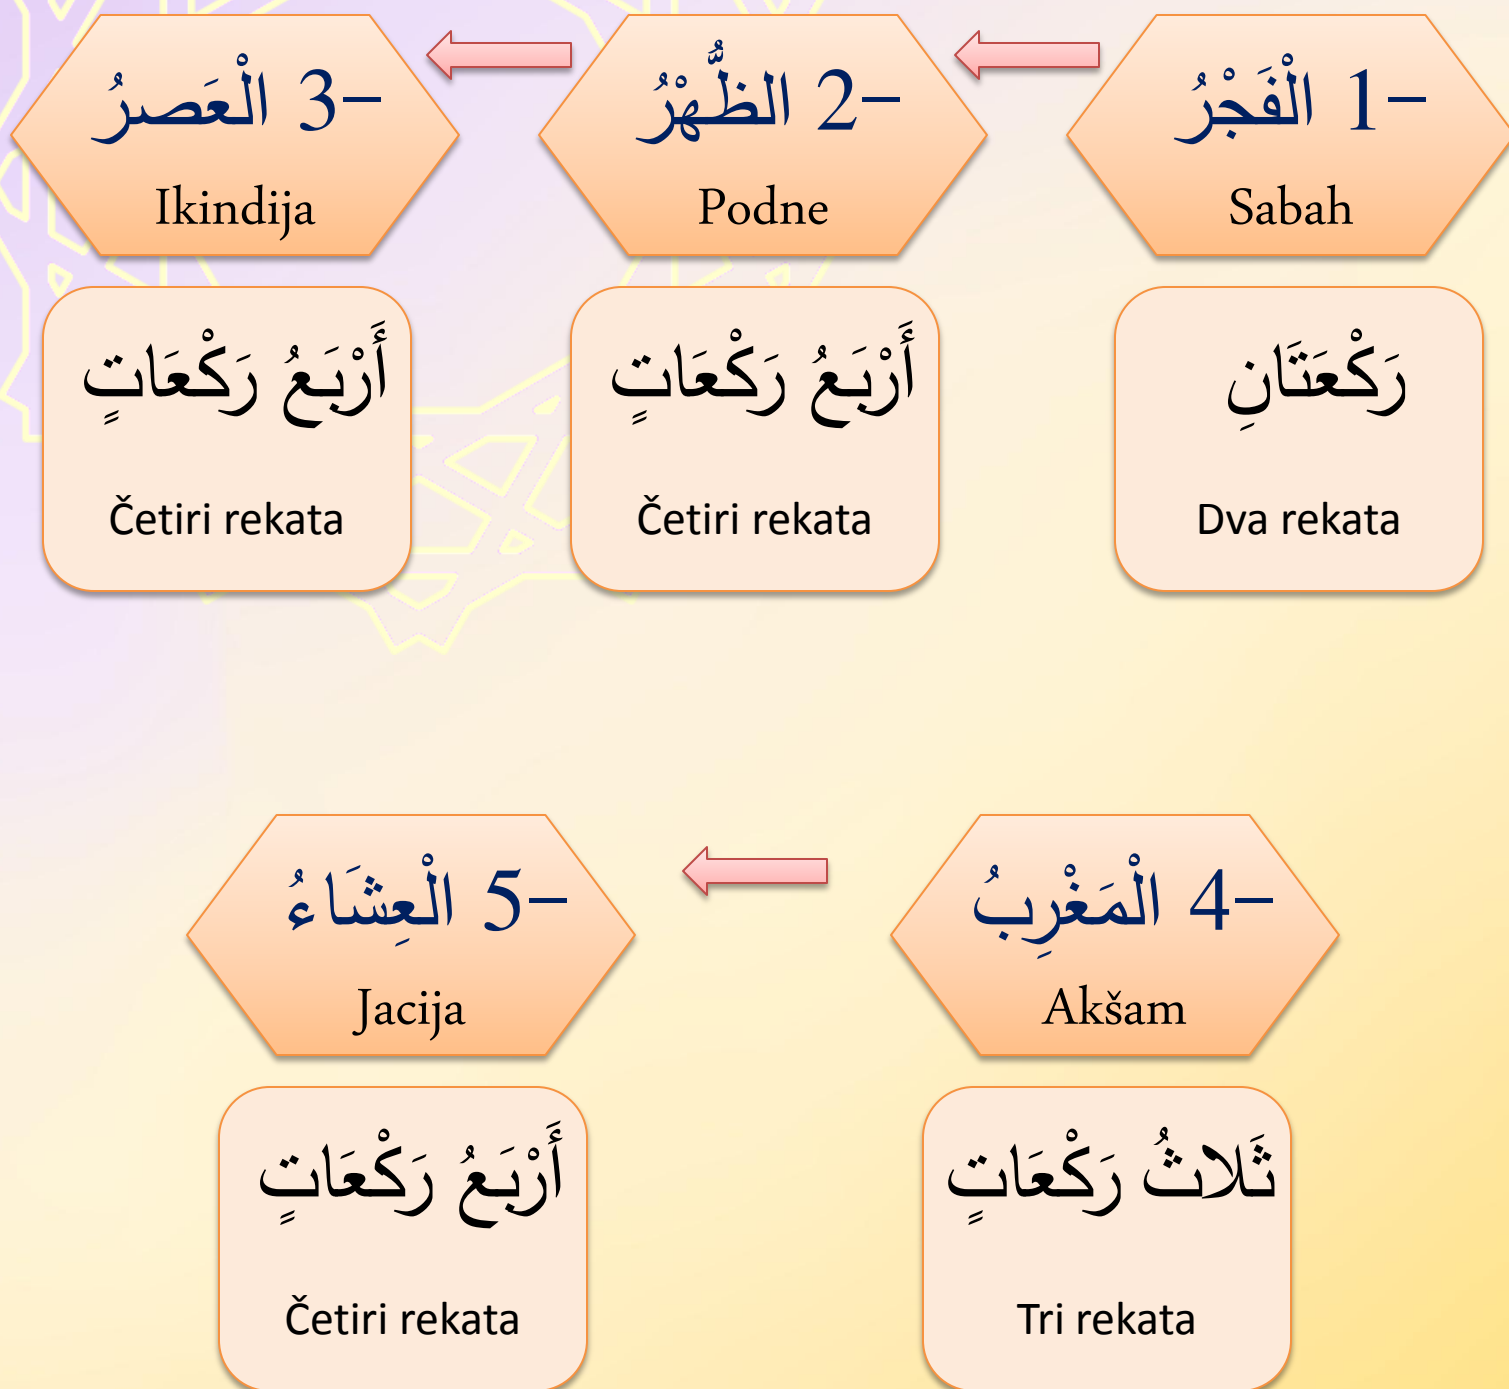 1- الْفَجْرُ
Sabah
رَكْعَتَانِ
Dva rekata
2- الظُّهْرُ
Podne
أَرْبَعُ رَكْعَاتٍ
Četiri rekata
3- الْعَصرُ
Ikindija
أَرْبَعُ رَكْعَاتٍ
Četiri rekata
4- الْمَغْرِبُ
Akšam
ثَلاثُ رَكْعَاتٍ
Tri rekata
5- الْعِشَاءُ
Jacija
أَرْبَعُ رَكْعَاتٍ
Četiri rekata